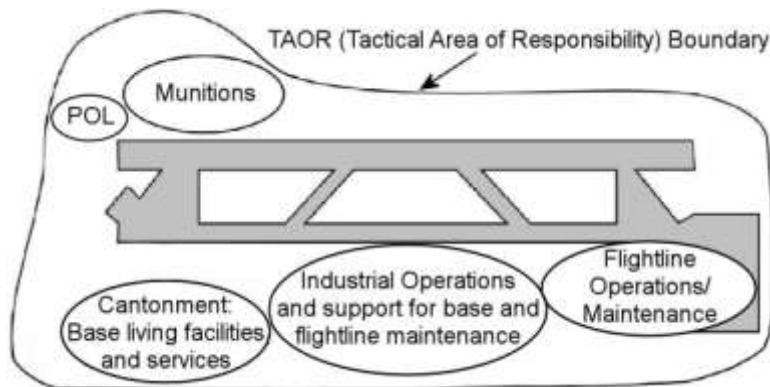 TAOR (Tactical Area of Responsibility) Boundary
Munitions
POL
Cantonment:
Base living facilities
and services
Industrial Operations
and support for base and
flightline maintenance
Flightline
Operations/
Maintenance